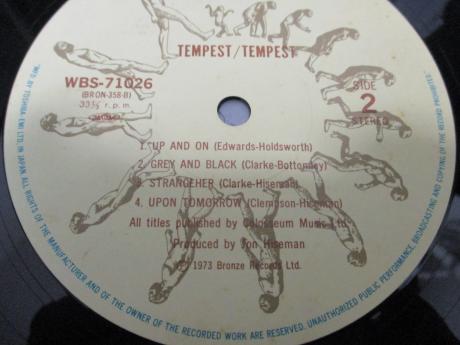 TEMPEST/TEMPEST
WBS-71026
(BRON-358-B)
33⅓ r.p.m.
SIDE
2
STEREO
1. UP AND ON (Edwards-Holdsworth)
2. GREY AND BLACK (Clarke-Bottomley)
3. STRANGEHER (Clarke-Hiseman)
4. UPON TOMORROW (Clempson-Hiseman)
All titles published by Colosseum Music Ltd.
Produced by Jon Hiseman
℗ 1973 Bronze Records Ltd.
MF'D. BY TOSHIBA EMI LTD. IN JAPAN ALL RIGHTS OF THE MANUFACTURER AND OF THE OWNER OF THE RECORDED WORK ARE RESERVED. UNAUTHORIZED PUBLIC PERFORMANCE, BROADCASTING AND COPYING OF THE RECORD PROHIBITED.